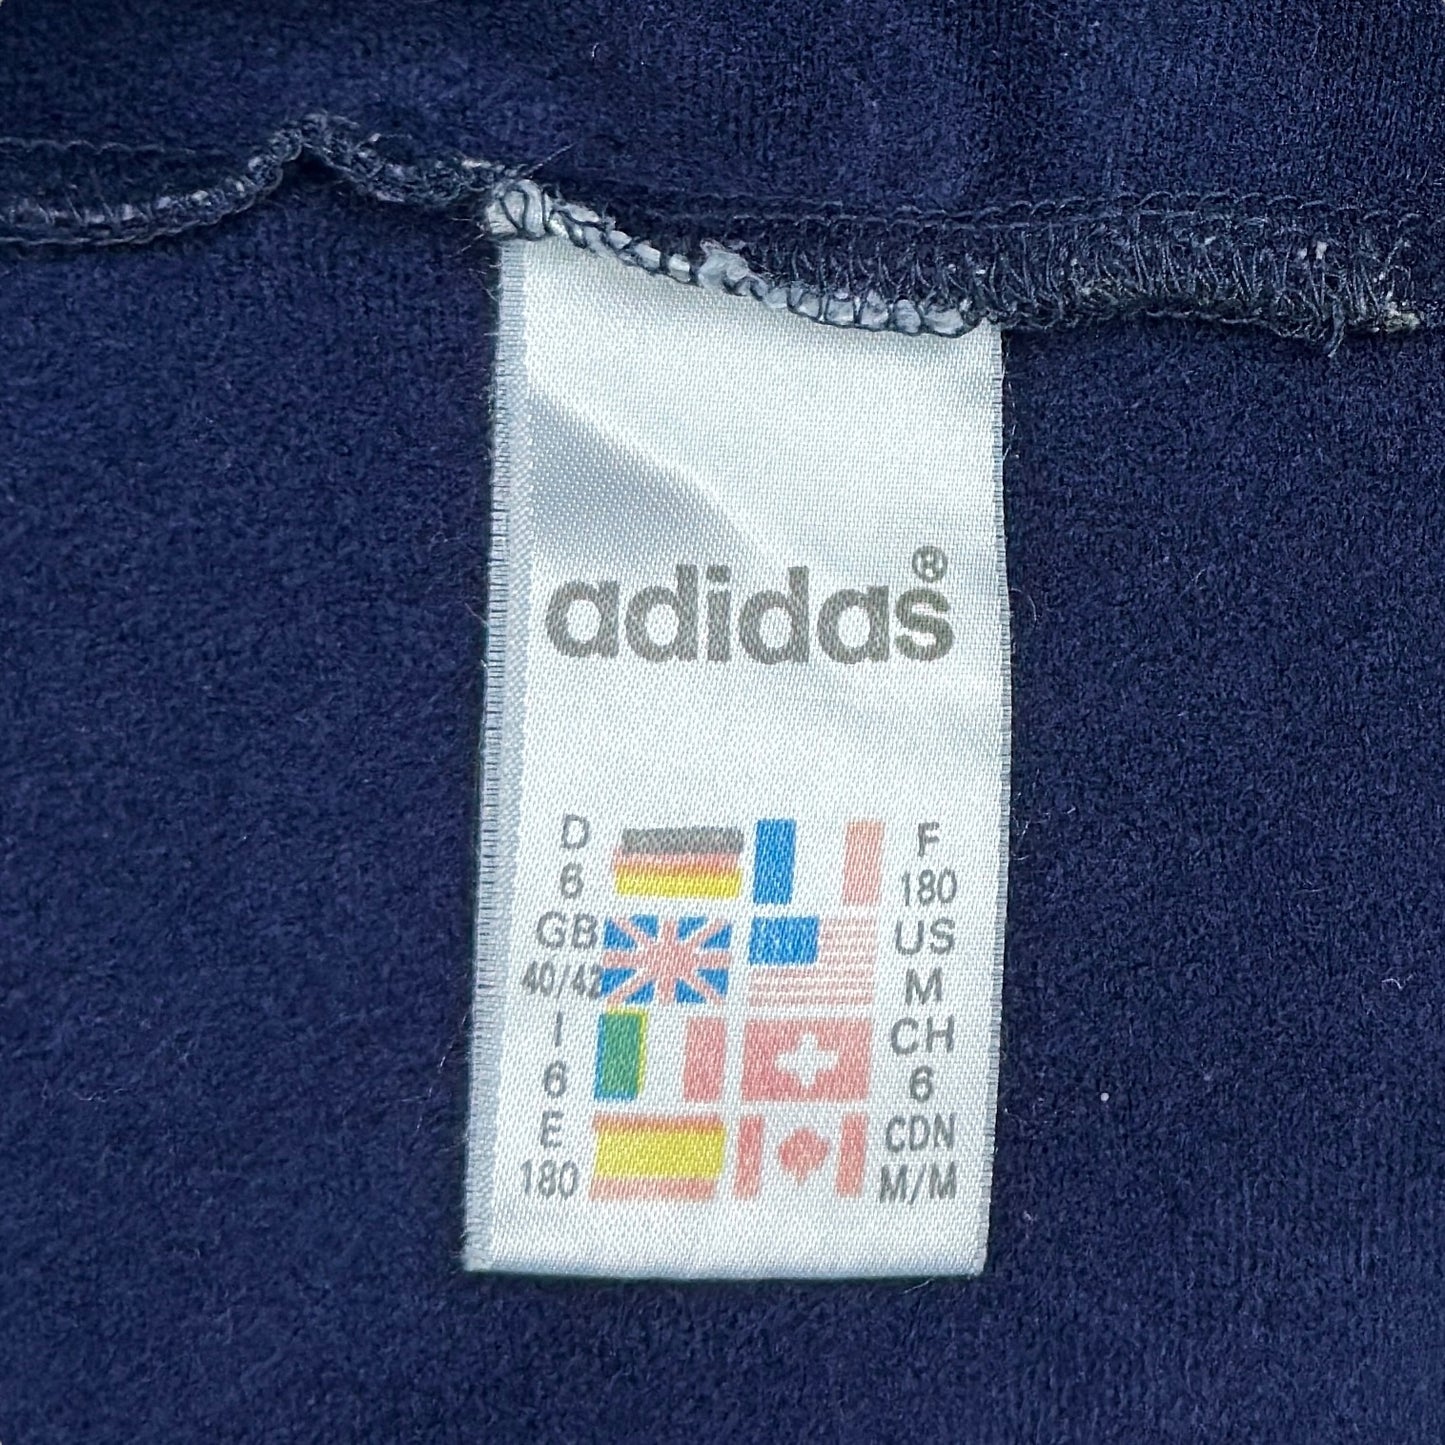 adidas®
D F
6 180
GB US
40/42 M
I CH
6 6
E CDN
180 M/M